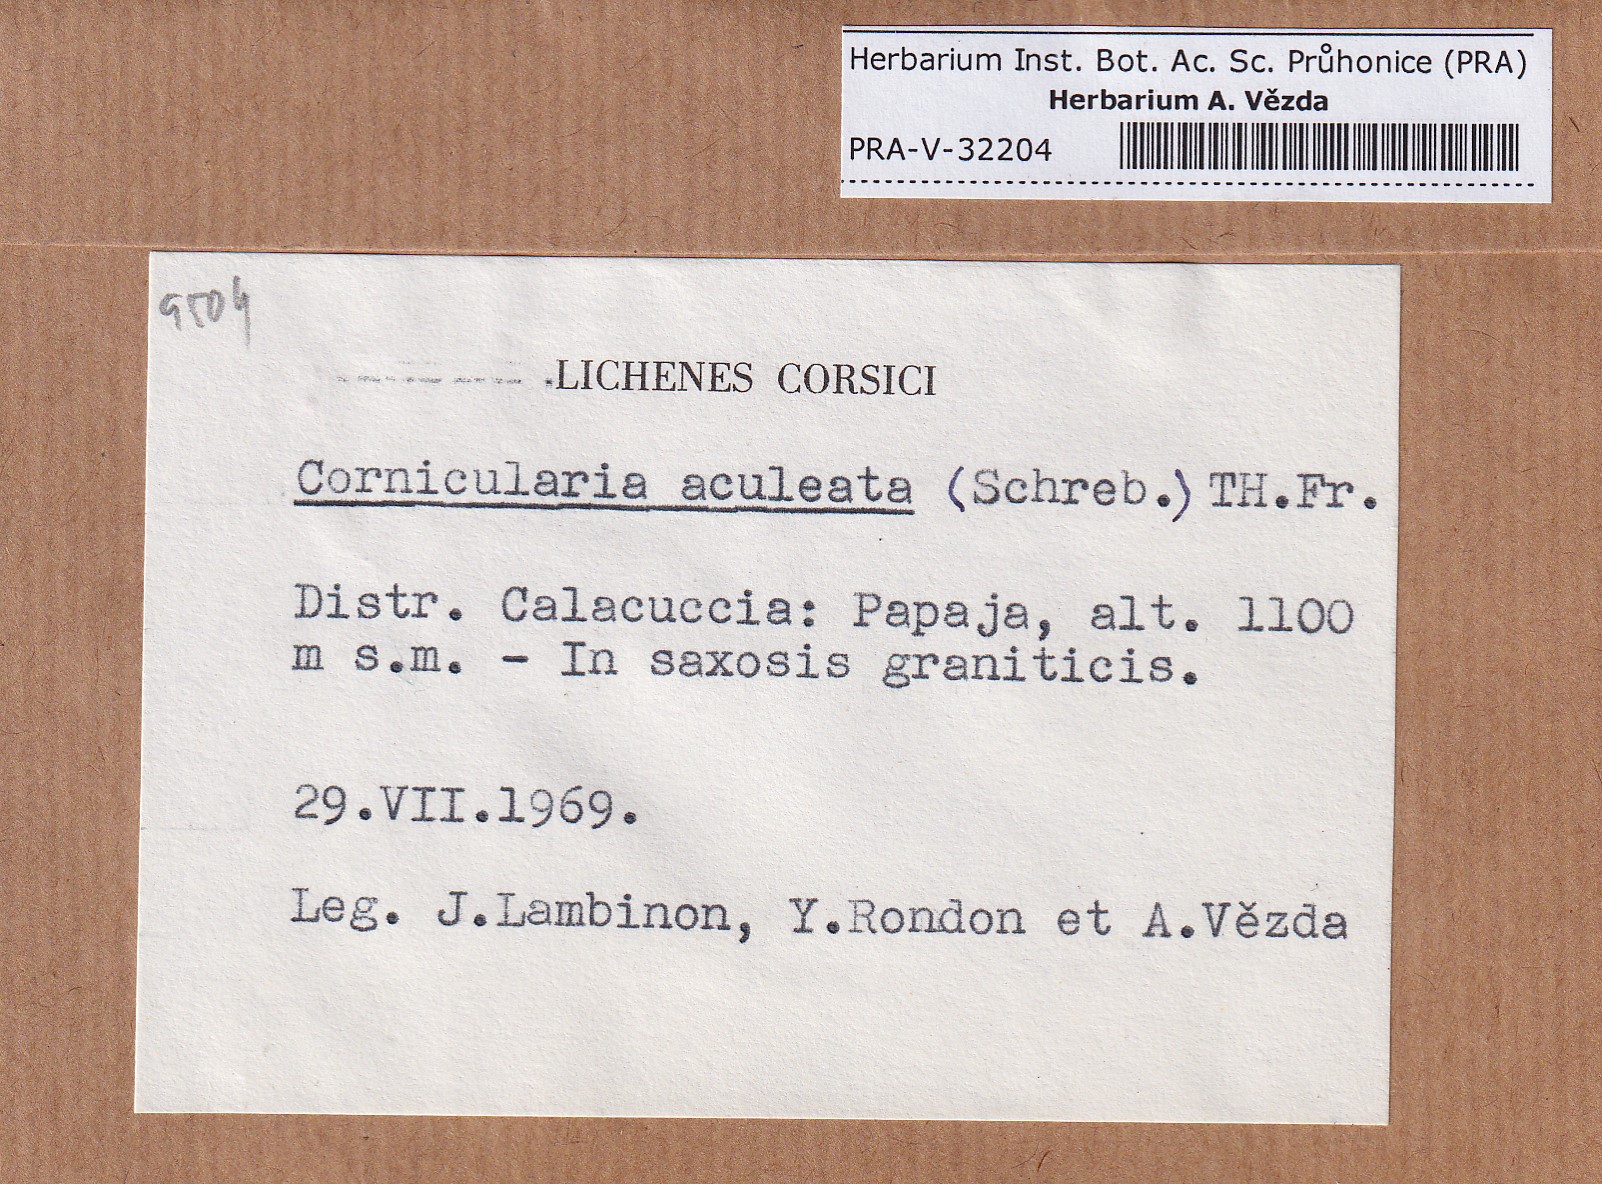 Herbarium Inst. Bot. Ac. Sc. Průhonice (PRA)
Herbarium A. Vězda
PRA-V-32204
9504
LICHENES CORSICI
Cornicularia aculeata (Schreb.) TH.Fr.
Distr. Calacuccia: Papaja, alt. 1100
m s.m. - In saxosis graniticis.
29.VII.1969.
Leg. J.Lambinon, Y.Rondon et A.Vězda